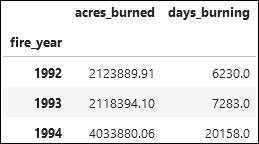 acres_burned days_burning
fire_year
1992 2123889.91 6230.0
1993 2118394.10 7283.0
1994 4033880.06 20158.0